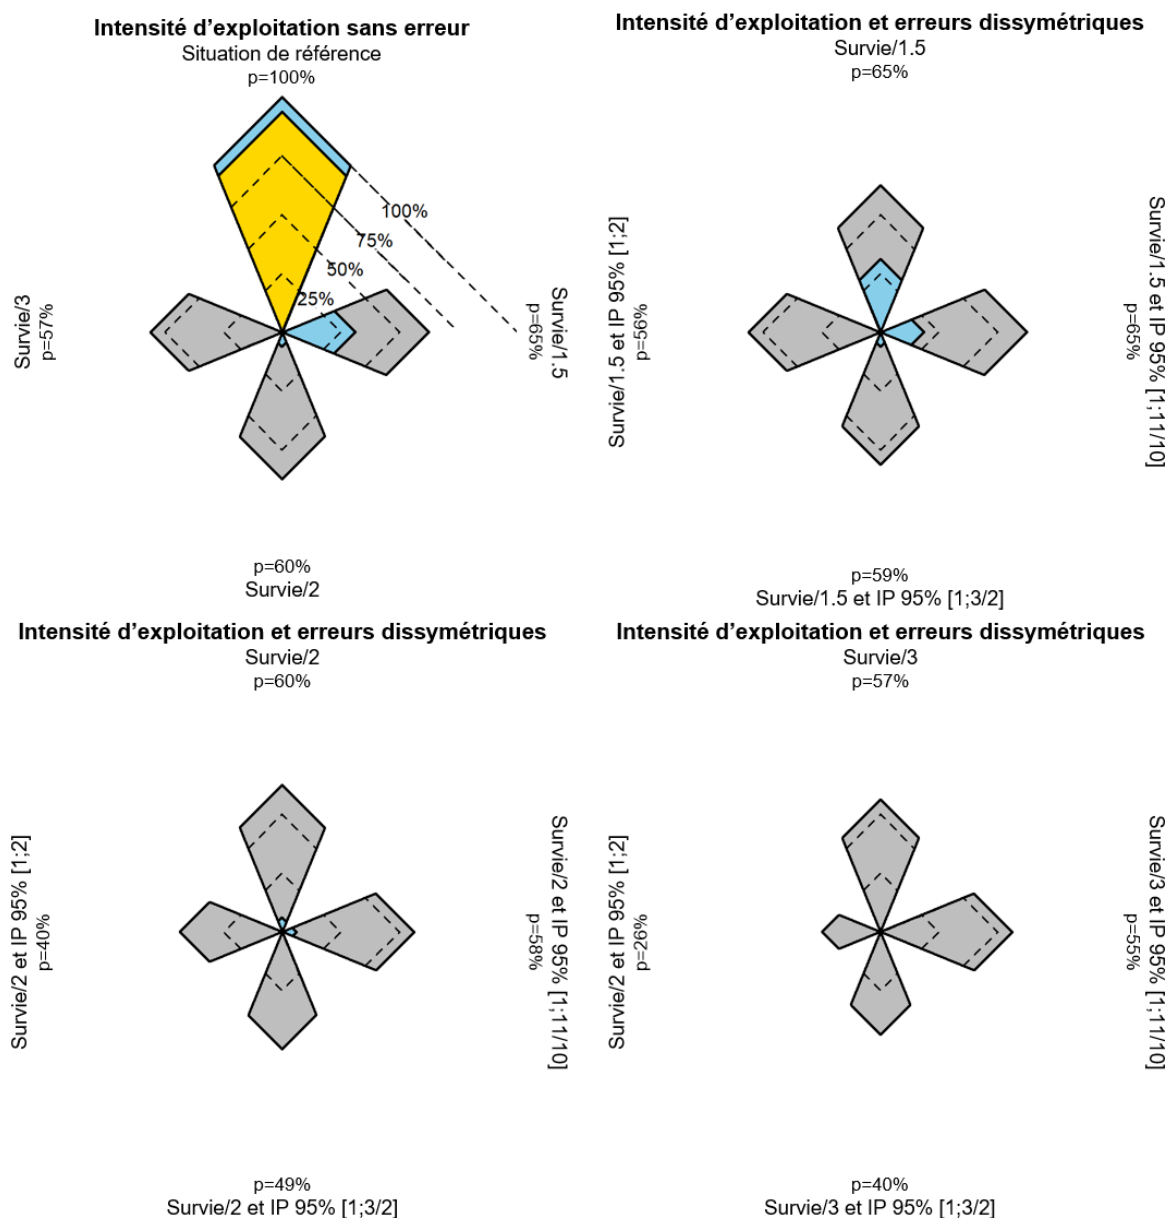 Intensité d'exploitation sans erreur
Situation de référence
p=100%
100%
75%
50%
25%
Survie/3
p=57%
Survie/1.5
p=65%
p=60%
Survie/2
Intensité d'exploitation et erreurs dissymétriques
Survie/1.5
p=65%
Survie/1.5 et IP 95% [1;2]
p=56%
Survie/1.5 et IP 95% [1;11/10]
p=65%
p=59%
Survie/1.5 et IP 95% [1;3/2]
Intensité d'exploitation et erreurs dissymétriques
Survie/2
p=60%
Survie/2 et IP 95% [1;2]
p=40%
Survie/2 et IP 95% [1;11/10]
p=58%
p=49%
Survie/2 et IP 95% [1;3/2]
Intensité d'exploitation et erreurs dissymétriques
Survie/3
p=57%
Survie/2 et IP 95% [1;2]
p=26%
Survie/3 et IP 95% [1;11/10]
p=55%
p=40%
Survie/3 et IP 95% [1;3/2]